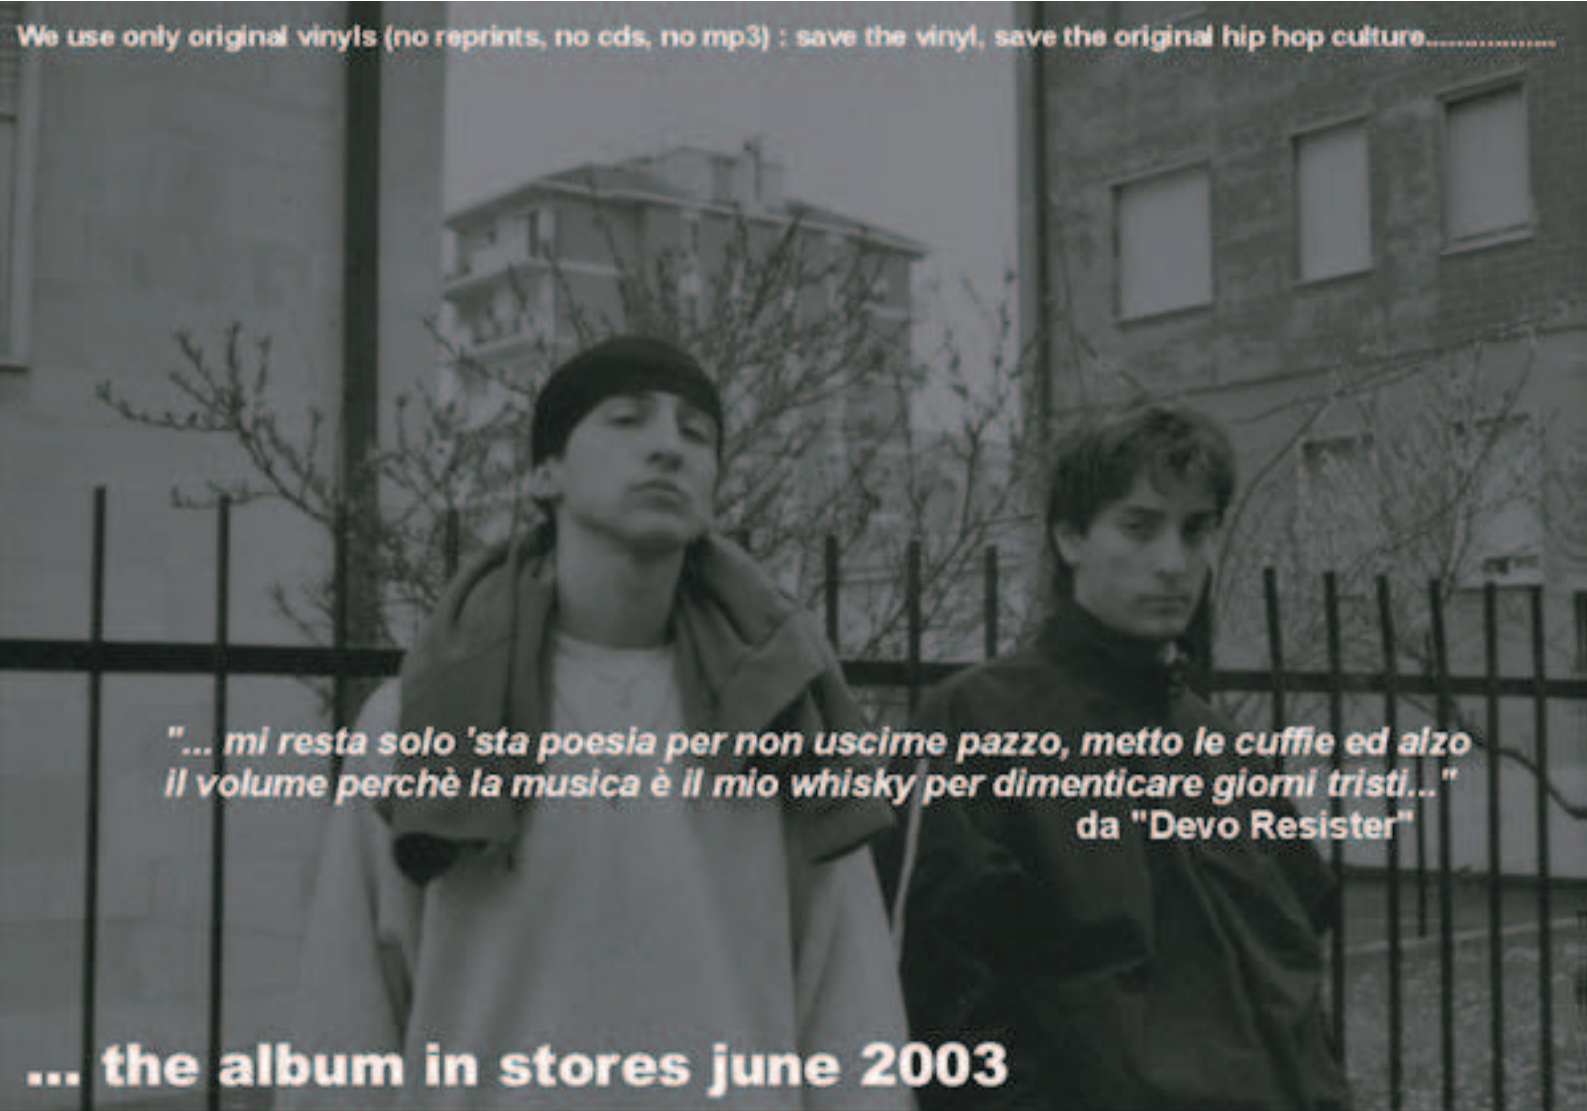 We use only original vinyls (no reprints, no cds, no mp3) : save the vinyl, save the original hip hop culture.................
"... mi resta solo 'sta poesia per non uscirne pazzo, metto le cuffie ed alzo
il volume perchè la musica è il mio whisky per dimenticare giorni tristi..."
da "Devo Resister"
... the album in stores june 2003